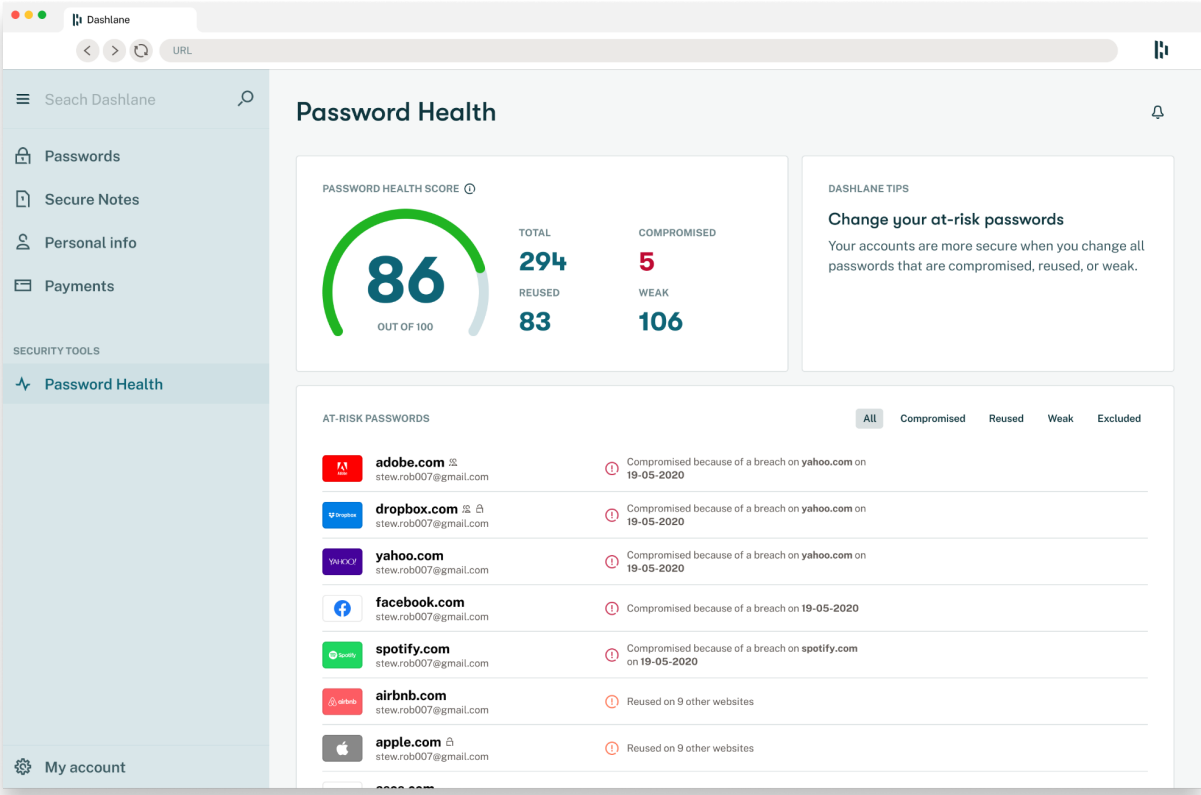 Dashlane
URL
Seach Dashlane
Passwords
Secure Notes
Personal info
Payments
SECURITY TOOLS
Password Health
My account
Password Health
PASSWORD HEALTH SCORE
86
OUT OF 100
TOTAL
294
COMPROMISED
5
REUSED
83
WEAK
106
DASHLANE TIPS
Change your at-risk passwords
Your accounts are more secure when you change all
passwords that are compromised, reused, or weak.
AT-RISK PASSWORDS
All Compromised Reused Weak Excluded
Adobe
adobe.com
stew.rob007@gmail.com
Compromised because of a breach on yahoo.com on
19-05-2020
Dropbox
dropbox.com
stew.rob007@gmail.com
Compromised because of a breach on yahoo.com on
19-05-2020
YAHOO!
yahoo.com
stew.rob007@gmail.com
Compromised because of a breach on yahoo.com on
19-05-2020
facebook.com
stew.rob007@gmail.com
Compromised because of a breach on 19-05-2020
Spotify
spotify.com
stew.rob007@gmail.com
Compromised because of a breach on spotify.com
on 19-05-2020
airbnb
airbnb.com
stew.rob007@gmail.com
Reused on 9 other websites
apple.com
stew.rob007@gmail.com
Reused on 9 other websites